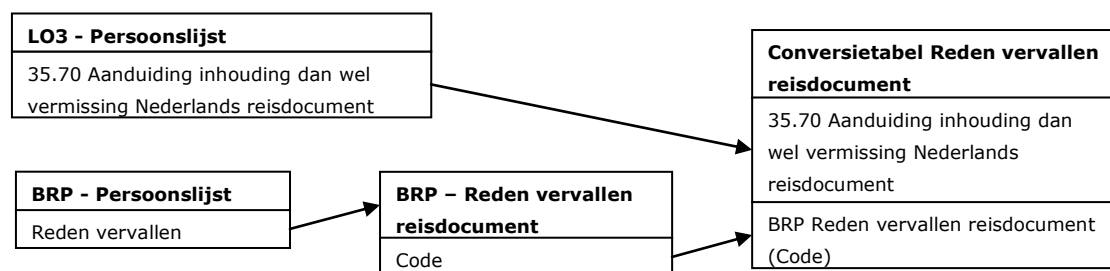 LO3 - Persoonslijst
35.70 Aanduiding inhouding dan wel
vermissing Nederlands reisdocument
Conversietabel Reden vervallen
reisdocument
35.70 Aanduiding inhouding dan
wel vermissing Nederlands
reisdocument
BRP Reden vervallen reisdocument
(Code)
BRP - Persoonslijst
Reden vervallen
BRP – Reden vervallen
reisdocument
Code